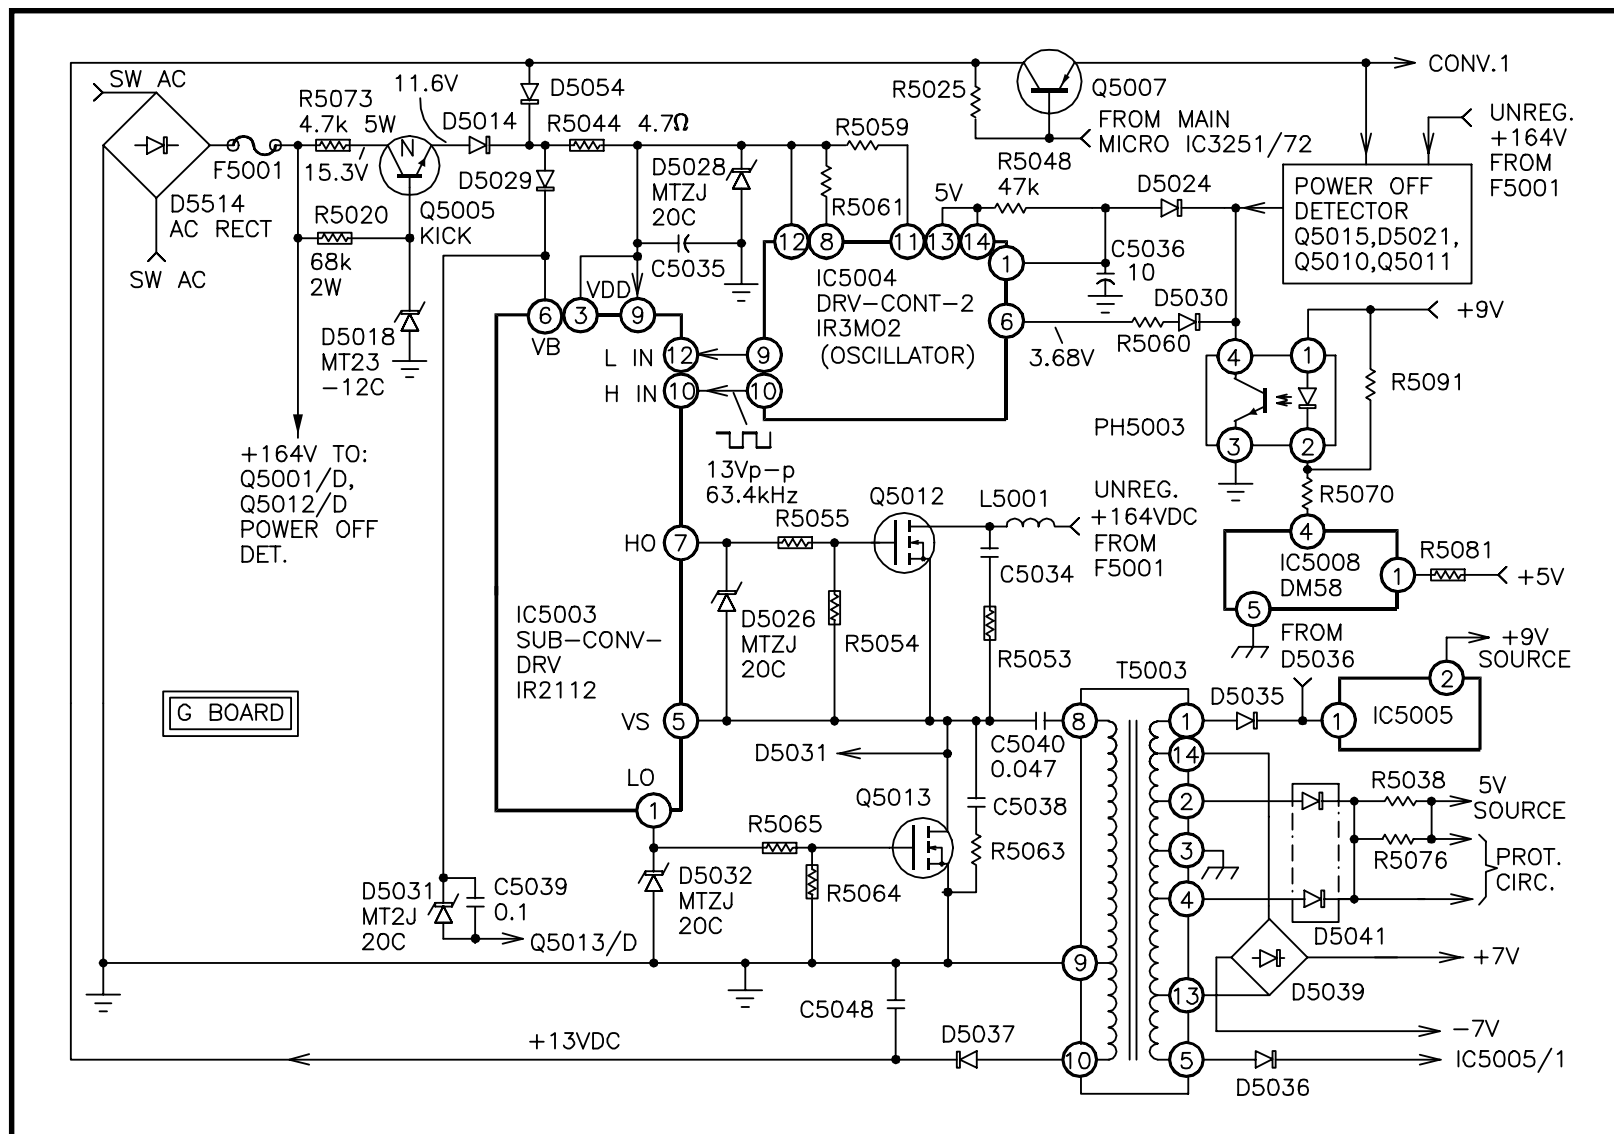 SW AC
R5073
4.7k 5W
11.6V
D5014
D5054
R5044 4.7Ω
R5059
R5025
Q5007
CONV.1
FROM MAIN
MICRO IC3251/72
UNREG.
+164V
FROM
F5001
F5001
15.3V
N
D5029
D5028
MTZJ
20C
R5061
R5048
47k
5V
D5024
POWER OFF
DETECTOR
Q5015,D5021,
Q5010,Q5011
D5514
AC RECT
SW AC
R5020
68k
2W
Q5005
KICK
C5035
12
8
11
13
14
1
C5036
10
IC5004
DRV-CONT-2
IR3MO2
(OSCILLATOR)
D5018
MT23
-12C
6
3
VDD
9
VB
L IN
12
9
H IN
10
10
6
3.68V
D5030
R5060
+9V
4
1
R5091
PH5003
3
2
+164V TO:
Q5001/D,
Q5012/D
POWER OFF
DET.
13Vp-p
63.4kHz
Q5012
L5001
UNREG.
+164VDC
FROM
F5001
R5070
4
IC5008
DM58
1
R5081
+5V
5
HO
7
R5055
C5034
IC5003
SUB-CONV-
DRV
IR2112
D5026
MTZJ
20C
R5054
R5053
FROM
D5036
+9V
SOURCE
T5003
D5035
2
1
IC5005
G BOARD
VS
5
D5031
C5040
0.047
8
1
14
LO
1
Q5013
C5038
2
R5038
5V
SOURCE
R5065
R5063
3
R5076
PROT.
CIRC.
D5031
MT2J
20C
C5039
0.1
Q5013/D
D5032
MTZJ
20C
R5064
4
D5041
9
+7V
D5039
C5048
13
-7V
+13VDC
D5037
10
5
D5036
IC5005/1